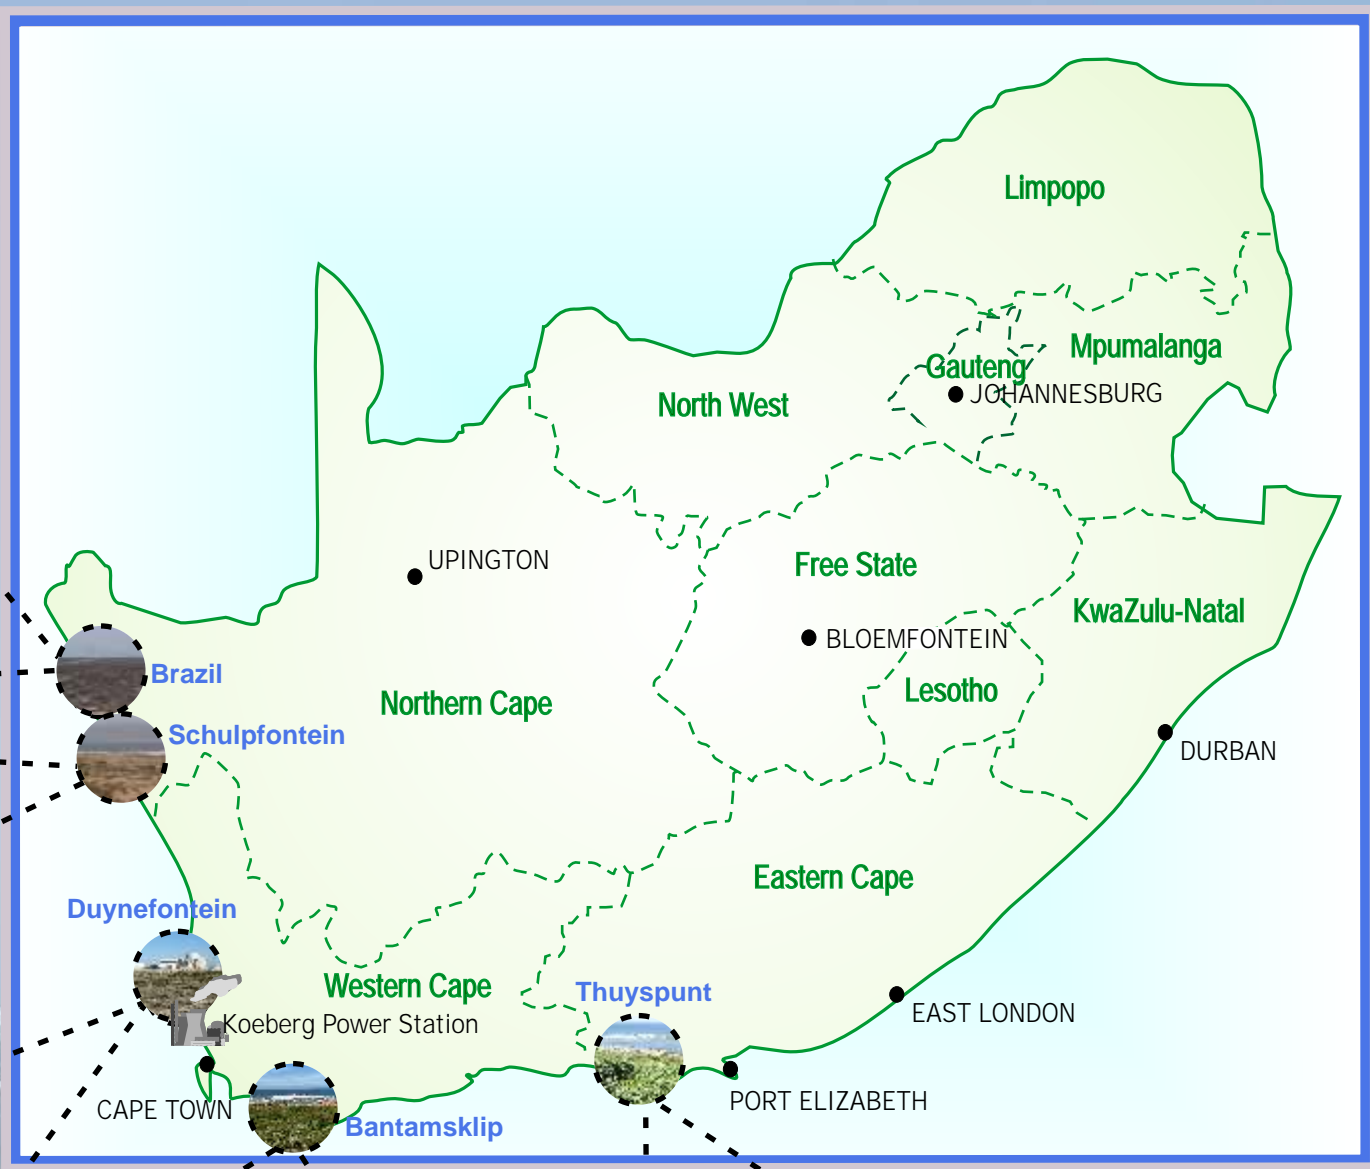 Limpopo
Mpumalanga
Gauteng
JOHANNESBURG
North West
UPINGTON
Free State
KwaZulu-Natal
BLOEMFONTEIN
Brazil
Lesotho
Northern Cape
Schulpfontein
DURBAN
Eastern Cape
Duynefontein
Western Cape
Thuyspunt
EAST LONDON
Koeberg Power Station
PORT ELIZABETH
CAPE TOWN
Bantamsklip